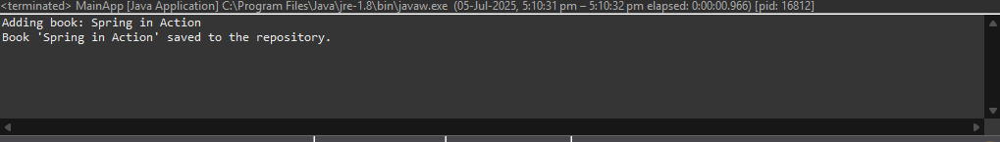 <terminated> MainApp [Java Application] C:\Program Files\Java\jre-1.8\bin\javaw.exe (05-Jul-2025, 5:10:31 pm – 5:10:32 pm elapsed: 0:00:00.966) [pid: 16812]
Adding book: Spring in Action
Book 'Spring in Action' saved to the repository.